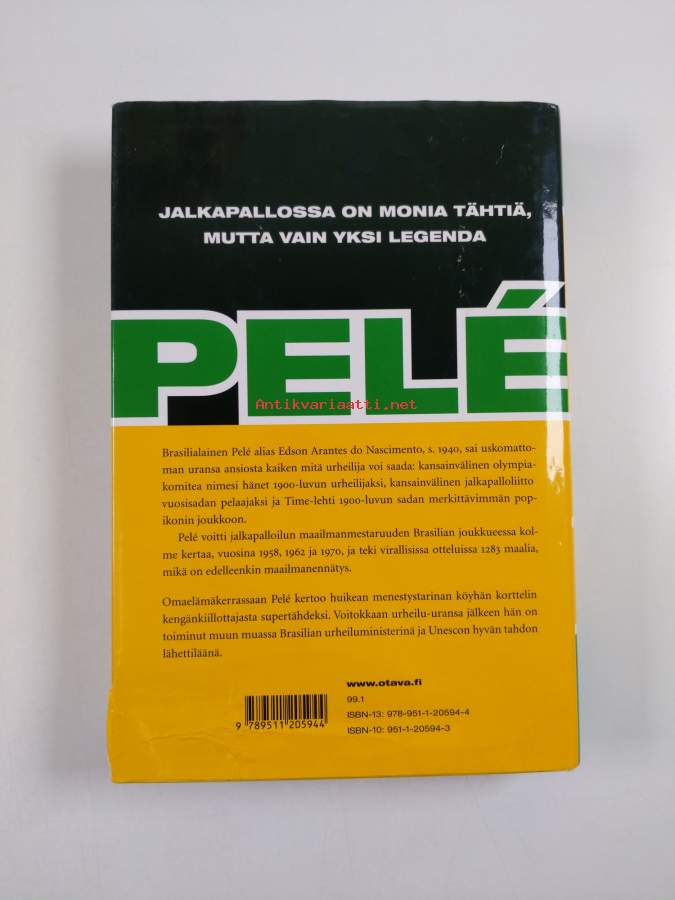 JALKAPALLOSSA ON MONIA TÄHTIÄ,
MUTTA VAIN YKSI LEGENDA
PELÉ
Antikvariaatti.net
Brasilialainen Pelé alias Edson Arantes do Nascimento, s. 1940, sai uskomatto-
man uransa ansiosta kaiken mitä urheilija voi saada: kansainvälinen olympia-
komitea nimesi hänet 1900-luvun urheilijaksi, kansainvälinen jalkapalloliitto
vuosisadan pelaajaksi ja Time-lehti 1900-luvun sadan merkittävimmän pop-
ikonin joukkoon.
Pelé voitti jalkapalloilun maailmanmestaruuden Brasilian joukkueessa kol-
me kertaa, vuosina 1958, 1962 ja 1970, ja teki virallisissa otteluissa 1283 maalia,
mikä on edelleenkin maailmanennätys.
Omaelämäkerrassaan Pelé kertoo huikean menestystarinan köyhän korttelin
kengänkiillottajasta supertähdeksi. Voitokkaan urheilu-uransa jälkeen hän on
toiminut muun muassa Brasilian urheiluministerinä ja Unescon hyvän tahdon
lähettiläänä.
www.otava.fi
99.1
ISBN-13: 978-951-1-20594-4
ISBN-10: 951-1-20594-3
9 789511 205944